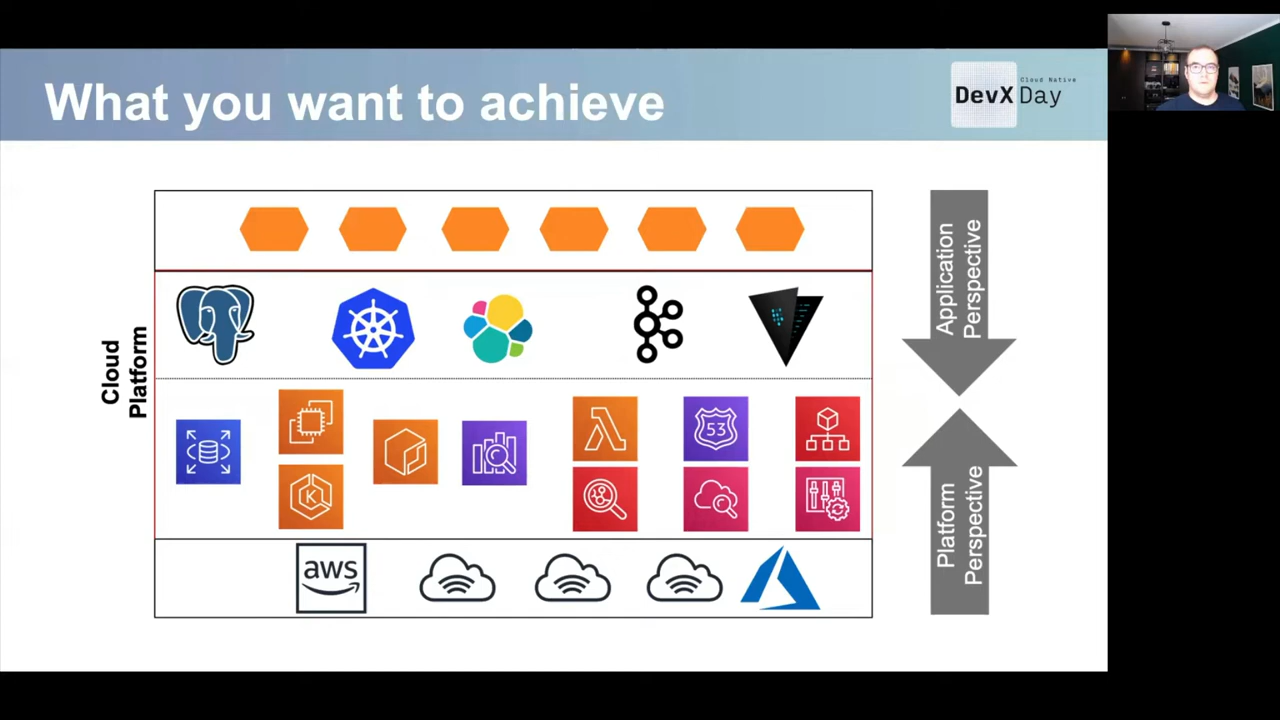 What you want to achieve
Cloud Native
DevX Day
Application
Perspective
Cloud
Platform
53
K
Platform
Perspective
aws